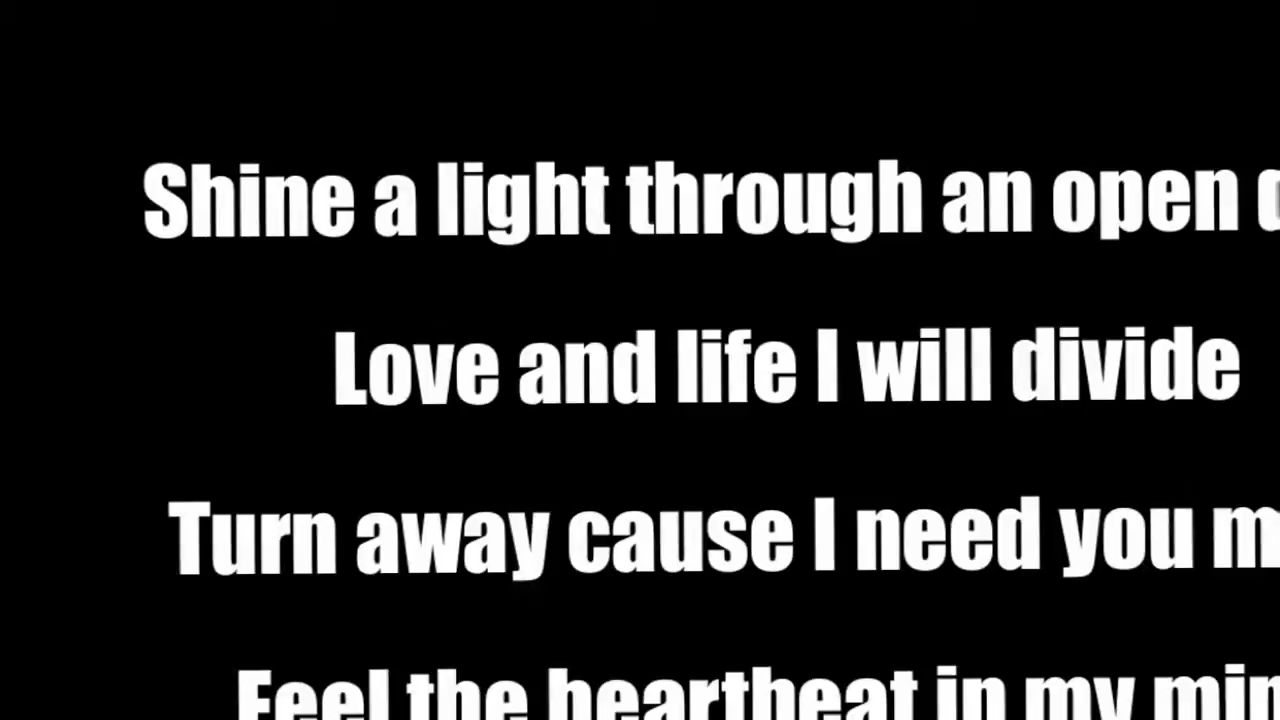 Shine a light through an open
Love and life I will divide
Turn away cause I need you
Feel the heartbeat in my